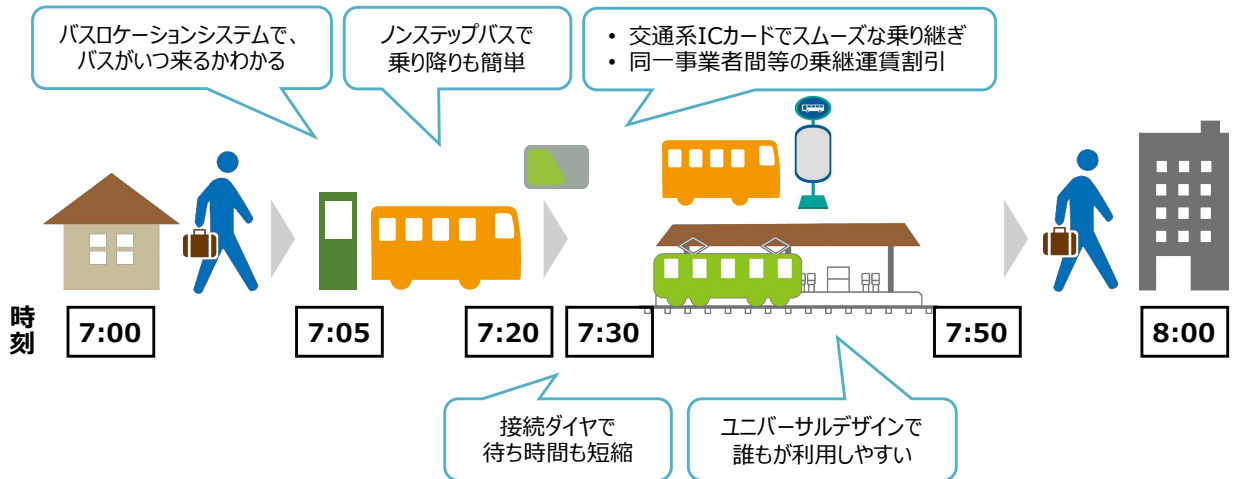 バスロケーションシステムで、
バスがいつ来るかわかる
ノンステップバスで
乗り降りも簡単
• 交通系ICカードでスムーズな乗り継ぎ
• 同一事業者間等の乗継運賃割引
時刻
7:00
7:05
7:20
7:30
7:50
8:00
接続ダイヤで
待ち時間も短縮
ユニバーサルデザインで
誰もが利用しやすい